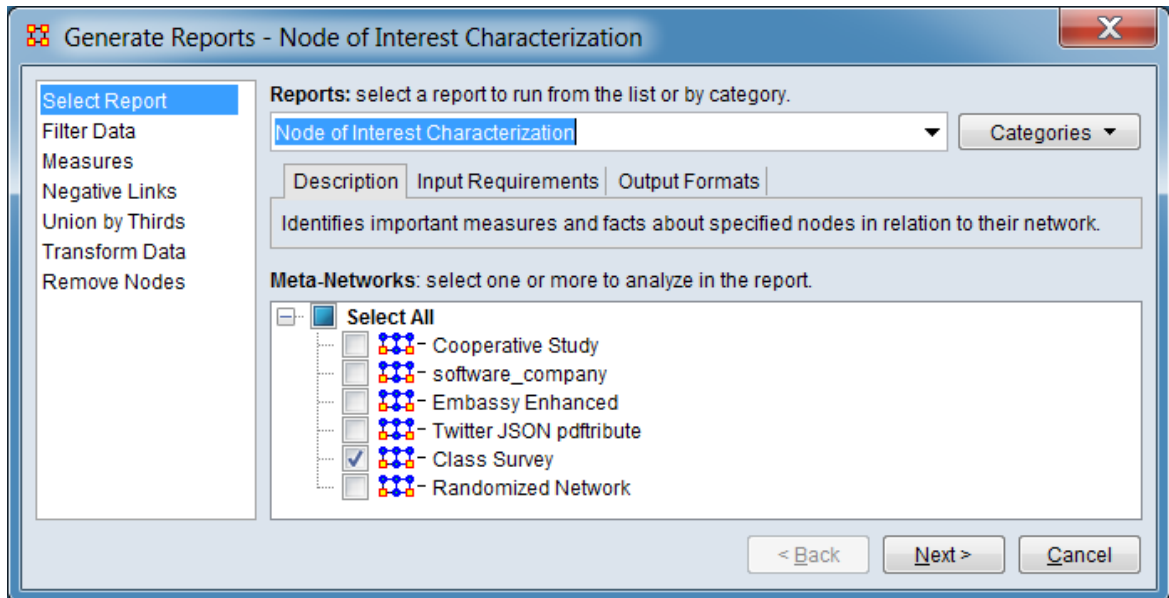 Generate Reports - Node of Interest Characterization
X
Select Report
Filter Data
Measures
Negative Links
Union by Thirds
Transform Data
Remove Nodes
Reports: select a report to run from the list or by category.
Node of Interest Characterization
Categories
Description Input Requirements Output Formats
Identifies important measures and facts about specified nodes in relation to their network.
Meta-Networks: select one or more to analyze in the report.
Select All
Cooperative Study
software_company
Embassy Enhanced
Twitter JSON pdftribute
Class Survey
Randomized Network
< Back Next > Cancel